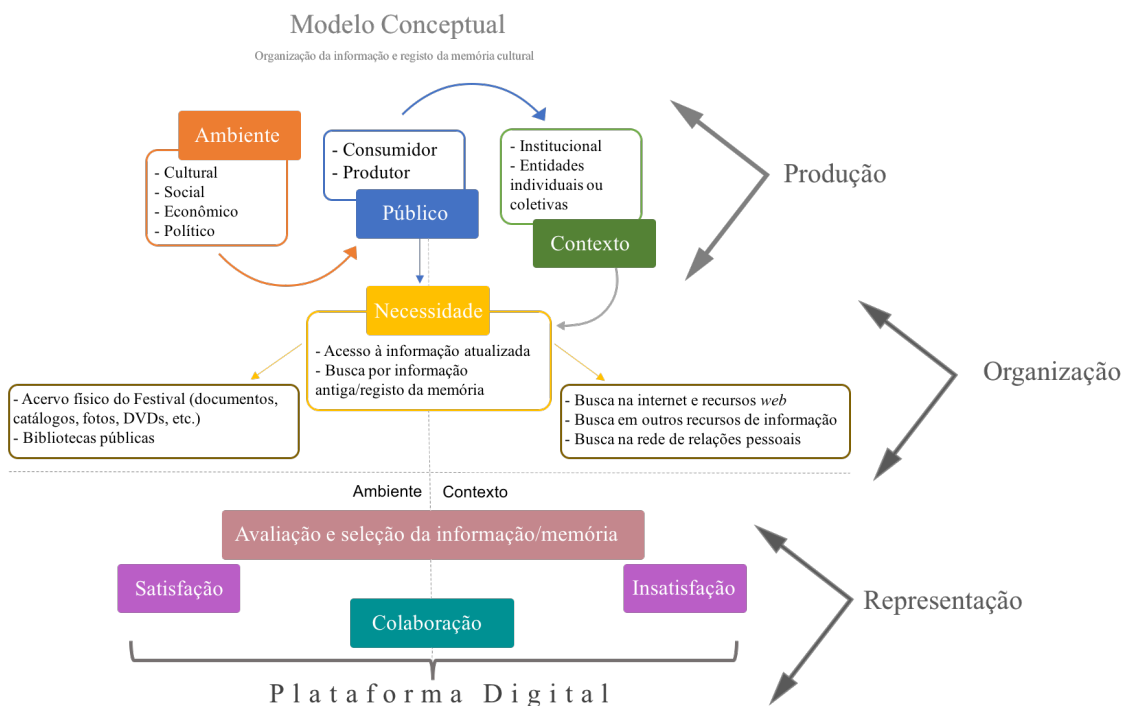 Modelo Conceptual
Organização da informação e registo da memória cultural
Ambiente
- Cultural
- Social
- Econômico
- Político
- Consumidor
- Produtor
Público
- Institucional
- Entidades
individuais ou
coletivas
Contexto
Produção
Necessidade
- Acesso à informação atualizada
- Busca por informação
antiga/registo da memória
Organização
- Acervo físico do Festival (documentos,
catálogos, fotos, DVDs, etc.)
- Bibliotecas públicas
- Busca na internet e recursos web
- Busca em outros recursos de informação
- Busca na rede de relações pessoais
Ambiente Contexto
Avaliação e seleção da informação/memória
Satisfação
Insatisfação
Colaboração
Representação
Plataforma Digital